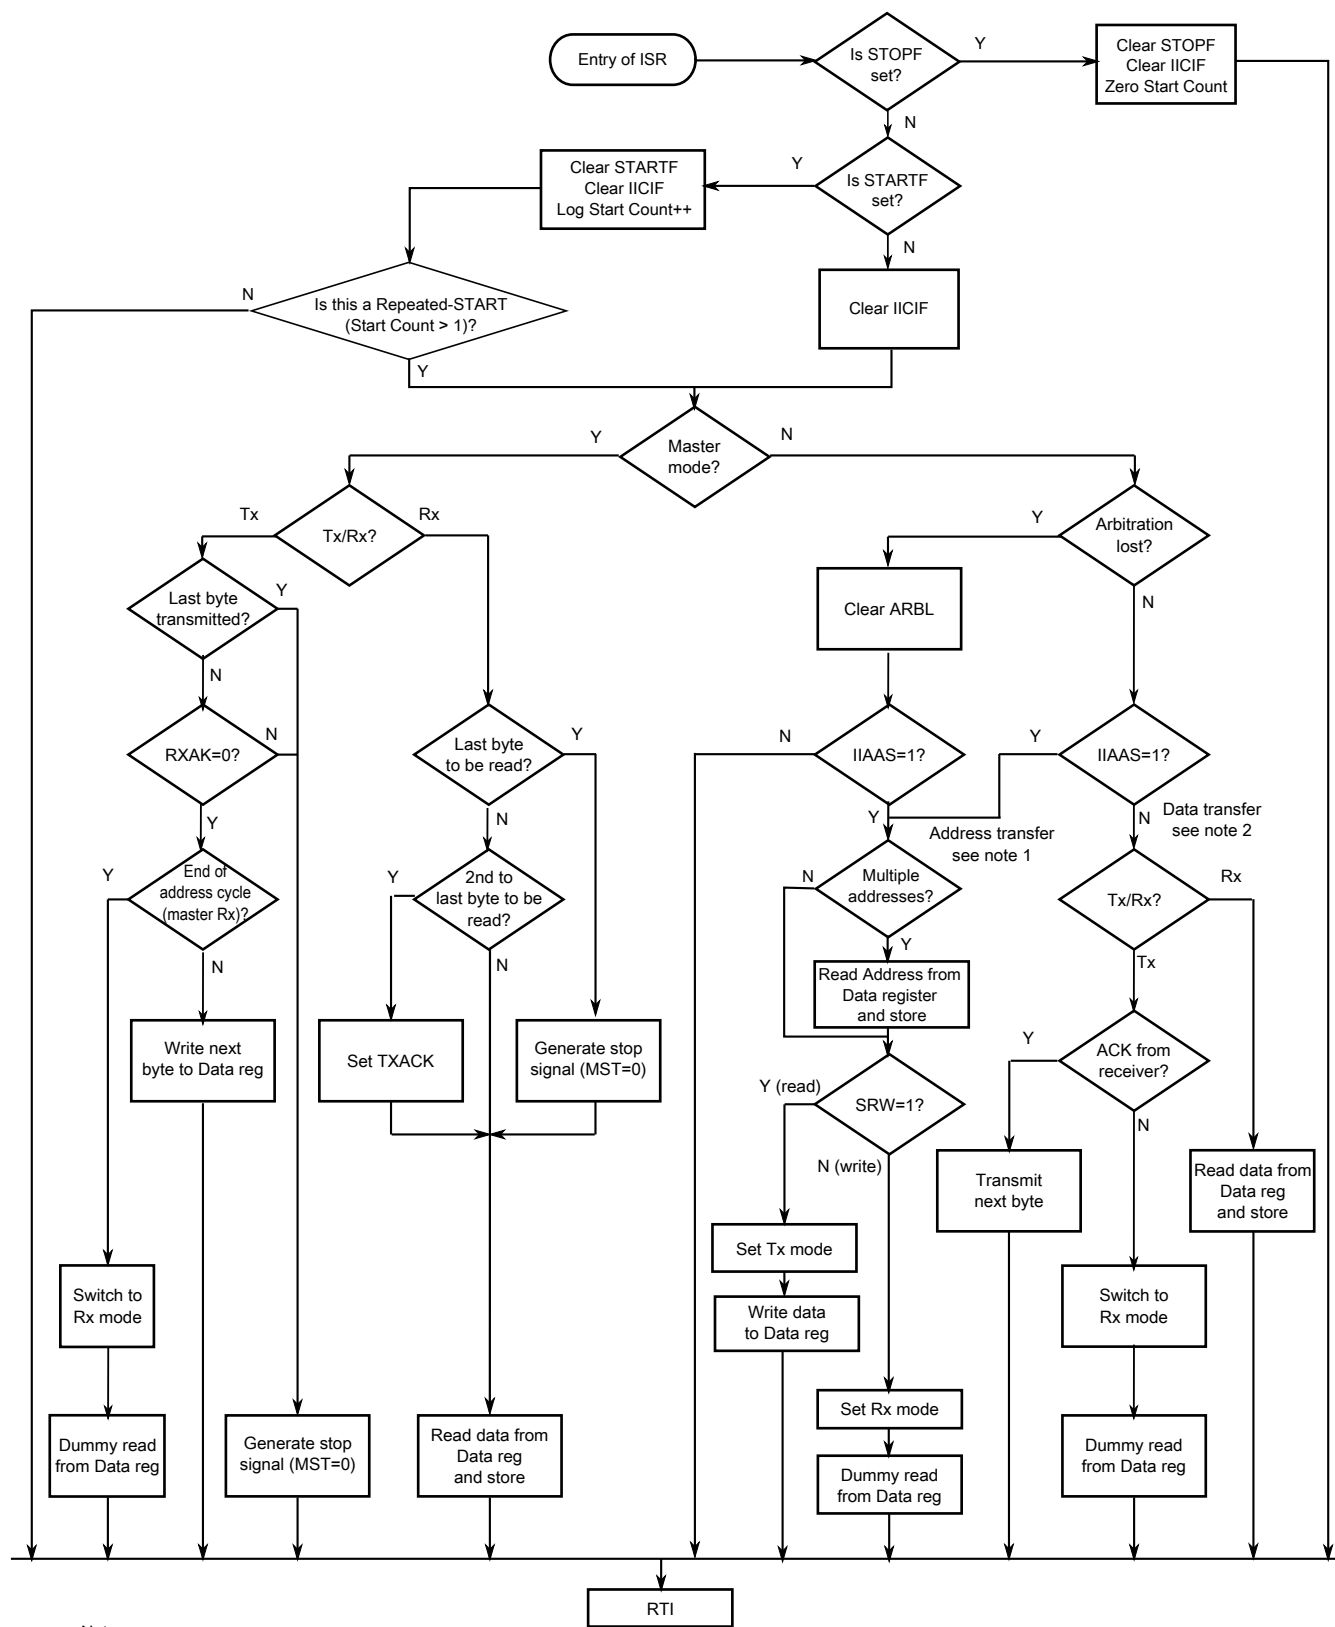 Entry of ISR
Is STOPF
set?
Y
Clear STOPF
Clear IICIF
Zero Start Count
N
Clear STARTF
Clear IICIF
Log Start Count++
Y
Is STARTF
set?
N
N
Is this a Repeated-START
(Start Count > 1)?
Y
Clear IICIF
Y
Master
mode?
N
Tx
Tx/Rx?
Rx
Y
Arbitration
lost?
N
Last byte
transmitted?
Y
N
Clear ARBL
RXAK=0?
N
Y
Last byte
to be read?
Y
N
N
IIAAS=1?
Y
Y
IIAAS=1?
N
Data transfer
see note 2
Address transfer
see note 1
Y
End of
address cycle
(master Rx)?
N
Y
2nd to
last byte to be
read?
N
N
Multiple
addresses?
Y
Tx/Rx?
Rx
Tx
Read Address from
Data register
and store
Write next
byte to Data reg
Set TXACK
Generate stop
signal (MST=0)
Y (read)
SRW=1?
N (write)
Y
ACK from
receiver?
N
Transmit
next byte
Read data from
Data reg
and store
Set Tx mode
Write data
to Data reg
Switch to
Rx mode
Switch to
Rx mode
Set Rx mode
Dummy read
from Data reg
Generate stop
signal (MST=0)
Read data from
Data reg
and store
Dummy read
from Data reg
Dummy read
from Data reg
RTI